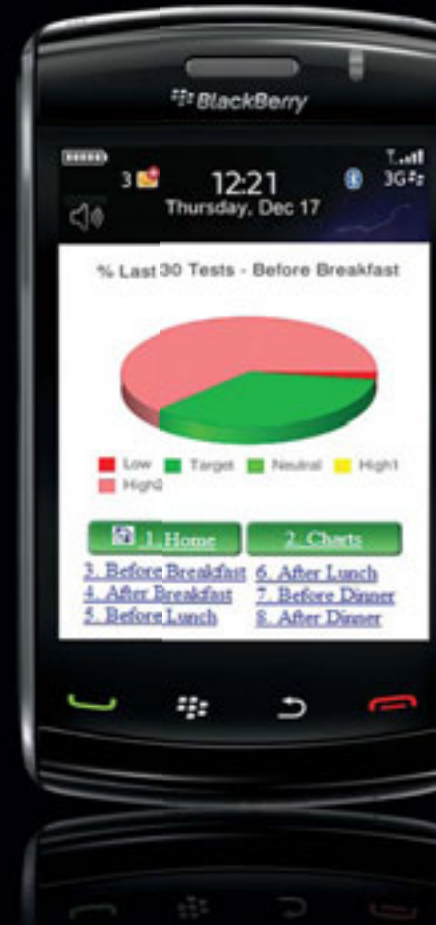 BlackBerry
3 12:21 3G
Thursday, Dec 17
% Last 30 Tests - Before Breakfast
Low Target Neutral High1
High2
1. Home 2. Charts
3. Before Breakfast 6. After Lunch
4. After Breakfast 7. Before Dinner
5. Before Lunch 8. After Dinner